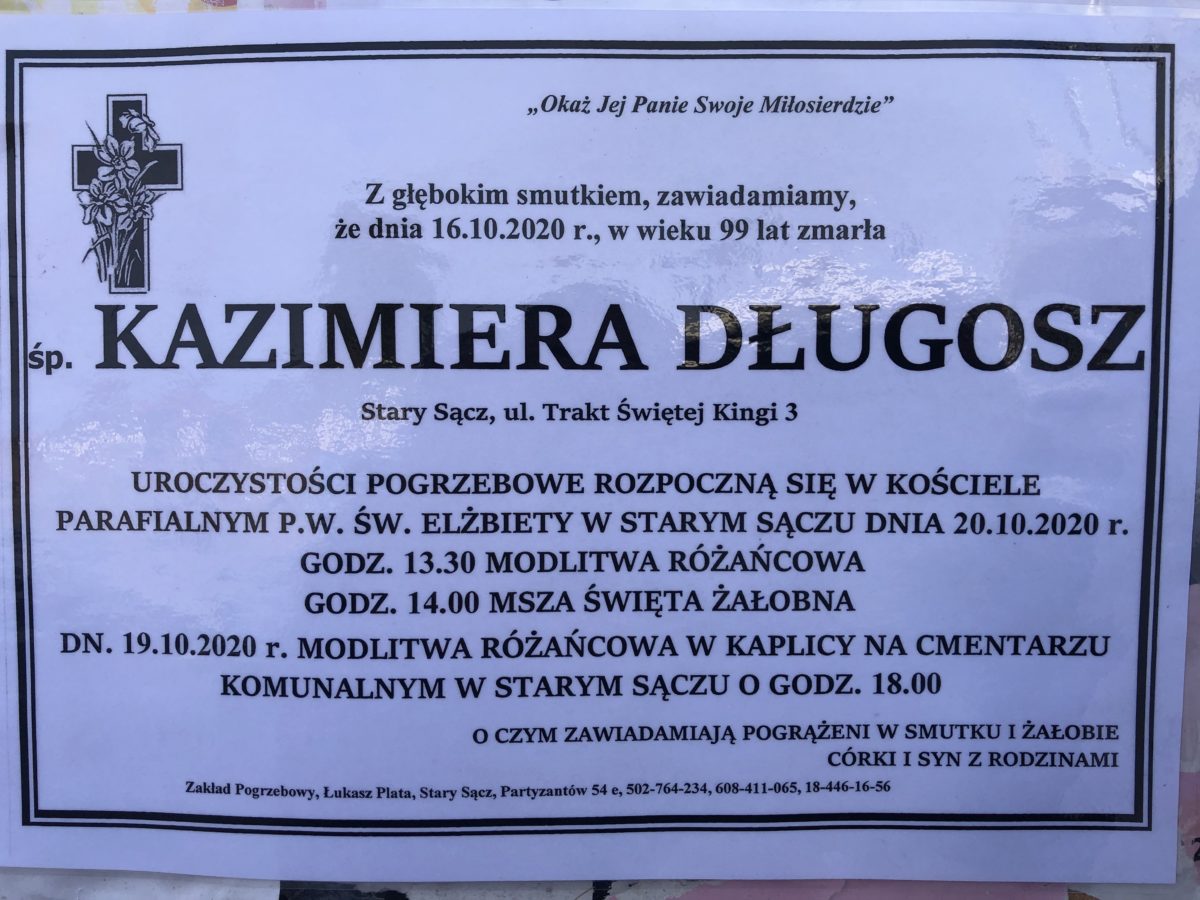 „Okaż Jej Panie Swoje Miłosierdzie”
Z głębokim smutkiem, zawiadamiamy,
że dnia 16.10.2020 r., w wieku 99 lat zmarła
śp. KAZIMIERA DŁUGOSZ
Stary Sącz, ul. Trakt Świętej Kingi 3
UROCZYSTOŚCI POGRZEBOWE ROZPOCZNĄ SIĘ W KOŚCIELE
PARAFIALNYM P.W. ŚW. ELŻBIETY W STARYM SĄCZU DNIA 20.10.2020 r.
GODZ. 13.30 MODLITWA RÓŻAŃCOWA
GODZ. 14.00 MSZA ŚWIĘTA ŻAŁOBNA
DN. 19.10.2020 r. MODLITWA RÓŻAŃCOWA W KAPLICY NA CMENTARZU
KOMUNALNYM W STARYM SĄCZU O GODZ. 18.00
O CZYM ZAWIADAMIAJĄ POGRĄŻENI W SMUTKU I ŻAŁOBIE
CÓRKI I SYN Z RODZINAMI
Zakład Pogrzebowy, Łukasz Plata, Stary Sącz, Partyzantów 54 e, 502-764-234, 608-411-065, 18-446-16-56